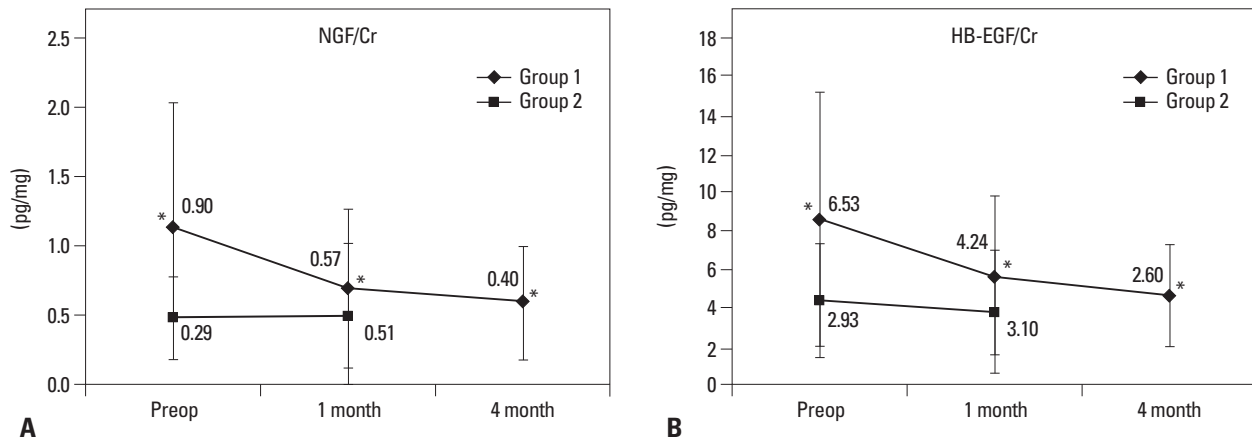 NGF/Cr
2.5
2.0
1.5
1.0
0.5
0.0
(pg/mg)
Group 1
Group 2
* 0.90
0.57 *
0.40 *
0.29
0.51
Preop 1 month 4 month
A
HB-EGF/Cr
18
16
14
12
10
8
6
4
2
0
(pg/mg)
Group 1
Group 2
* 6.53
4.24 *
2.60 *
2.93
3.10
Preop 1 month 4 month
B